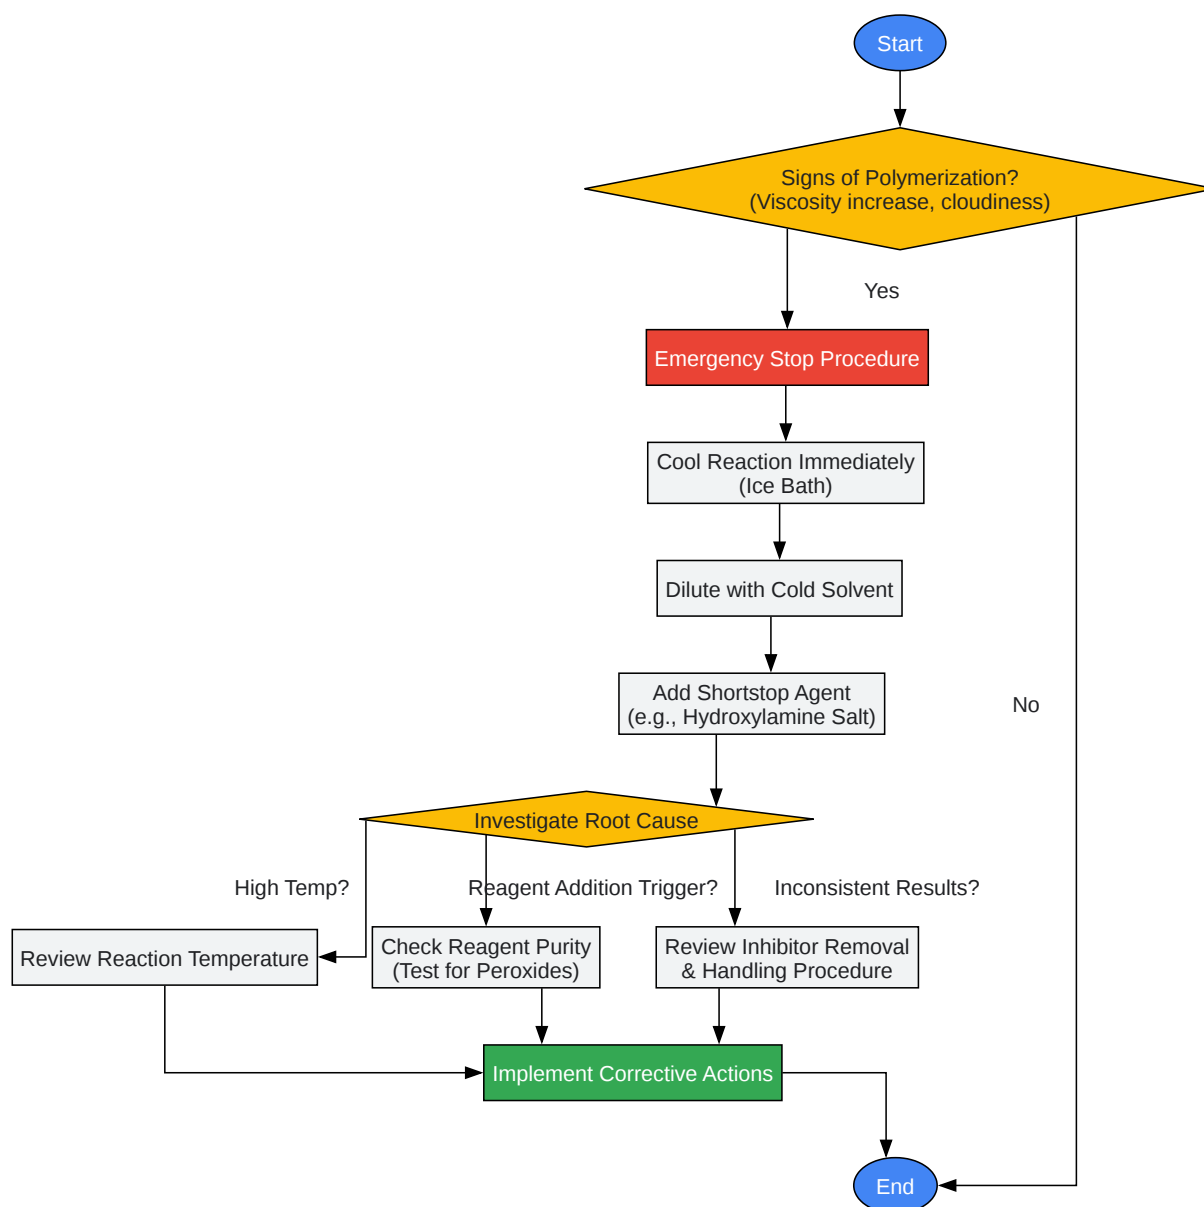 Start
Signs of Polymerization?
(Viscosity increase, cloudiness)
Yes
Emergency Stop Procedure
Cool Reaction Immediately
(Ice Bath)
Dilute with Cold Solvent
Add Shortstop Agent
(e.g., Hydroxylamine Salt)
No
Investigate Root Cause
High Temp?
Reagent Addition Trigger?
Inconsistent Results?
Review Reaction Temperature
Check Reagent Purity
(Test for Peroxides)
Review Inhibitor Removal
& Handling Procedure
Implement Corrective Actions
End